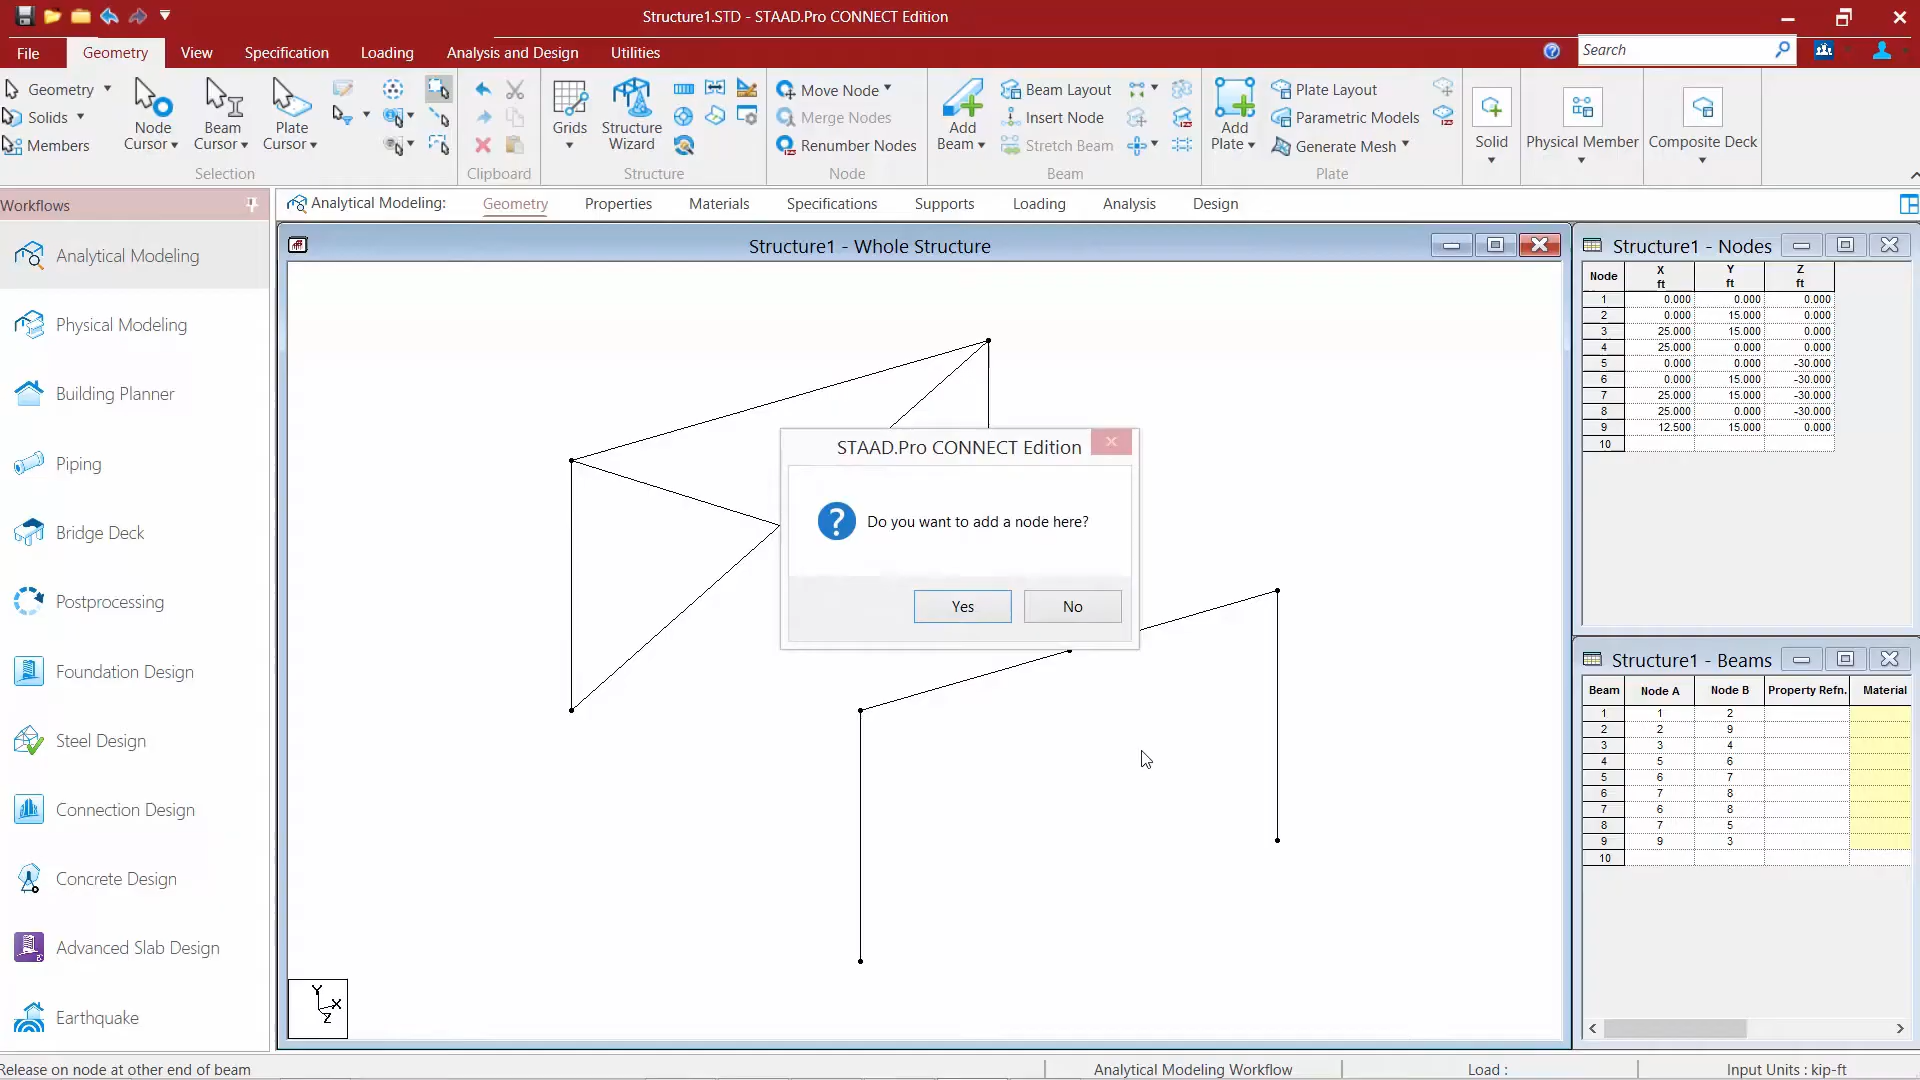 Structure1.STD - STAAD.Pro CONNECT Edition
File
Geometry
View
Specification
Loading
Analysis and Design
Utilities
Search
Geometry
Solids
Members
Node Cursor
Beam Cursor
Plate Cursor
Selection
Clipboard
Grids
Structure Wizard
Structure
Move Node
Merge Nodes
Renumber Nodes
Node
Add Beam
Beam Layout
Insert Node
Stretch Beam
Beam
Add Plate
Plate Layout
Parametric Models
Generate Mesh
Plate
Solid
Physical Member
Composite Deck
Workflows
Analytical Modeling:
Geometry
Properties
Materials
Specifications
Supports
Loading
Analysis
Design
Analytical Modeling
Physical Modeling
Building Planner
Piping
Bridge Deck
Postprocessing
Foundation Design
Steel Design
Connection Design
Concrete Design
Advanced Slab Design
Earthquake
Structure1 - Whole Structure
STAAD.Pro CONNECT Edition
Do you want to add a node here?
Yes No
Y
X
Z
Structure1 - Nodes
Node X ft Y ft Z ft
1 0.000 0.000 0.000
2 0.000 15.000 0.000
3 25.000 15.000 0.000
4 25.000 0.000 0.000
5 0.000 0.000 -30.000
6 0.000 15.000 -30.000
7 25.000 15.000 -30.000
8 25.000 0.000 -30.000
9 12.500 15.000 0.000
10
Structure1 - Beams
Beam Node A Node B Property Refn. Material
1 1 2
2 2 9
3 3 4
4 5 6
5 6 7
6 7 8
7 6 8
8 7 5
9 9 3
10
Release on node at other end of beam
Analytical Modeling Workflow
Load :
Input Units : kip-ft